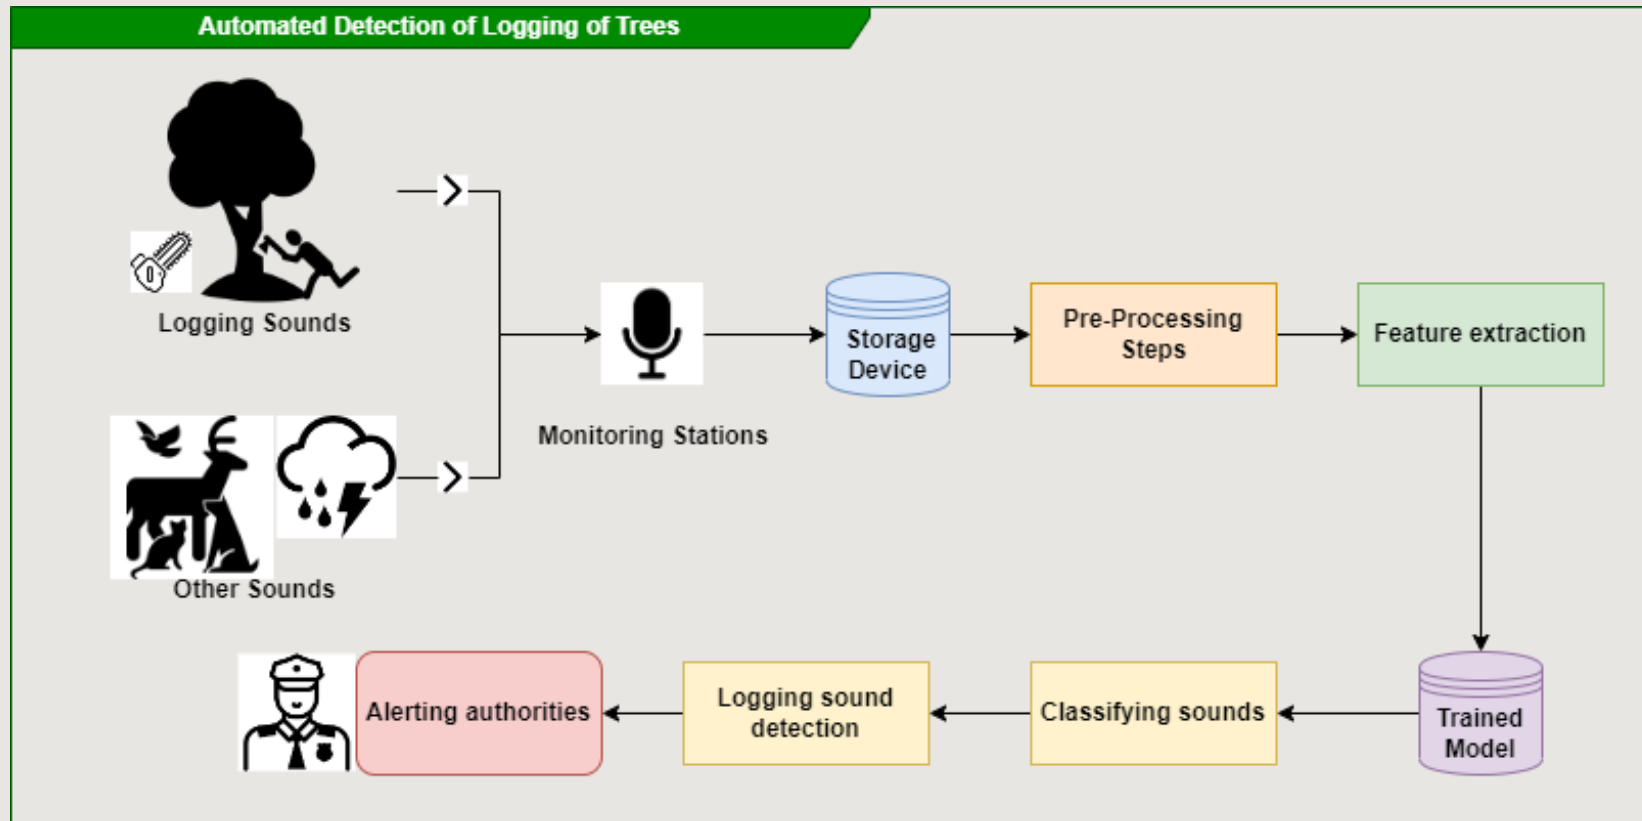 Automated Detection of Logging of Trees
Logging Sounds
Monitoring Stations
Storage
Device
Pre-Processing
Steps
Feature extraction
Other Sounds
Alerting authorities
Logging sound
detection
Classifying sounds
Trained
Model